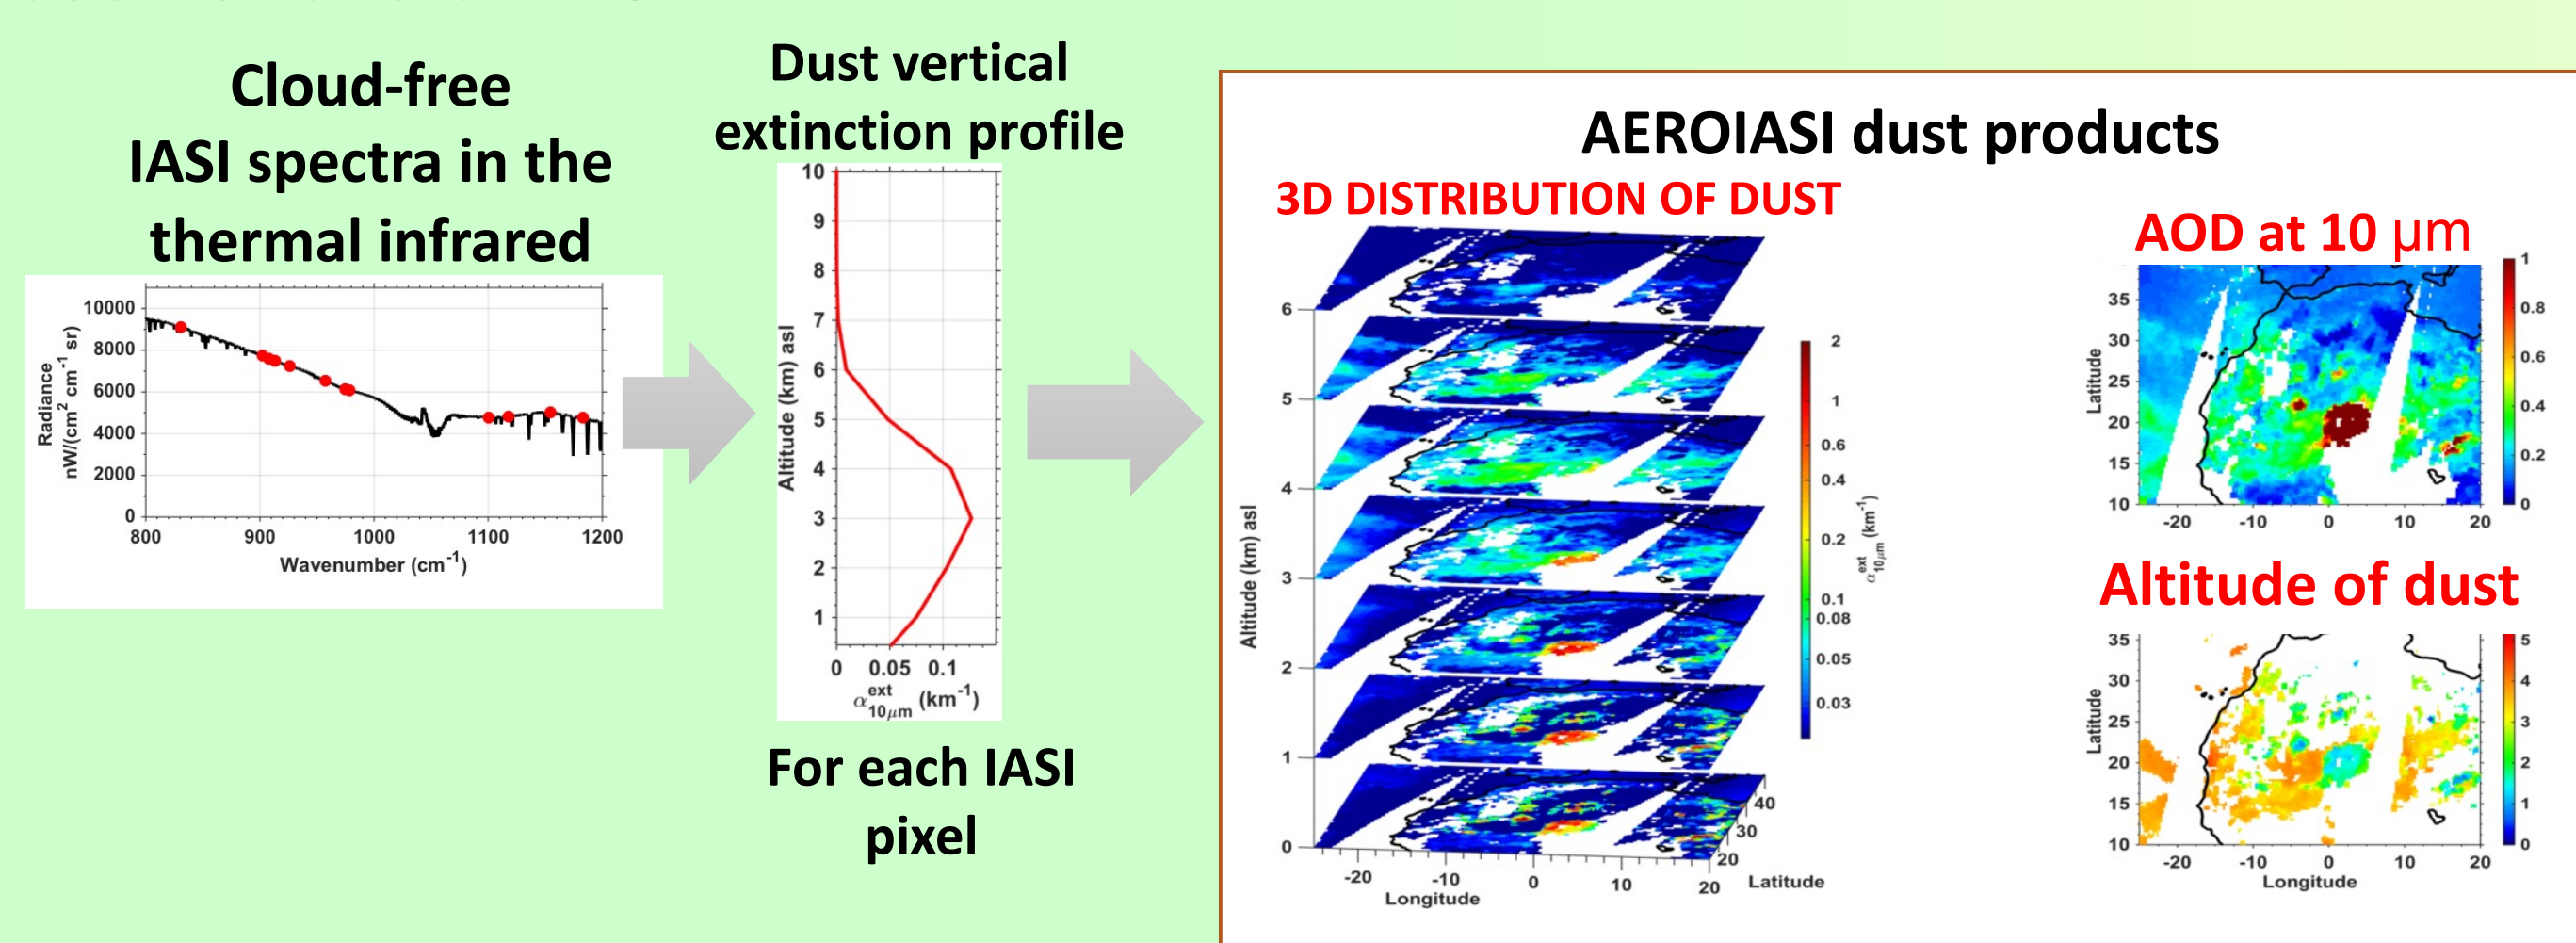 Cloud-free
IASI spectra in the
thermal infrared
10000
8000
6000
4000
2000
0
Radiance
nW/(cm² cm⁻¹ sr)
800 900 1000 1100 1200
Wavenumber (cm⁻¹)
Dust vertical
extinction profile
10
9
8
7
6
5
4
3
2
1
Altitude (km) asl
0 0.05 0.1
α ext 10μm (km⁻¹)
For each IASI
pixel
AEROIASI dust products
3D DISTRIBUTION OF DUST
6
5
4
3
2
1
0
Altitude (km) asl
-20 -10 0 10 20
Longitude
20 30 40
Latitude
2
1
0.6
0.4
0.2
0.1
0.08
0.05
0.03
α ext 10μm (km⁻¹)
AOD at 10 μm
35
30
25
20
15
10
Latitude
-20 -10 0 10 20
1
0.8
0.6
0.4
0.2
0
Altitude of dust
35
30
25
20
15
10
Latitude
-20 -10 0 10 20
Longitude
5
4
3
2
1
0